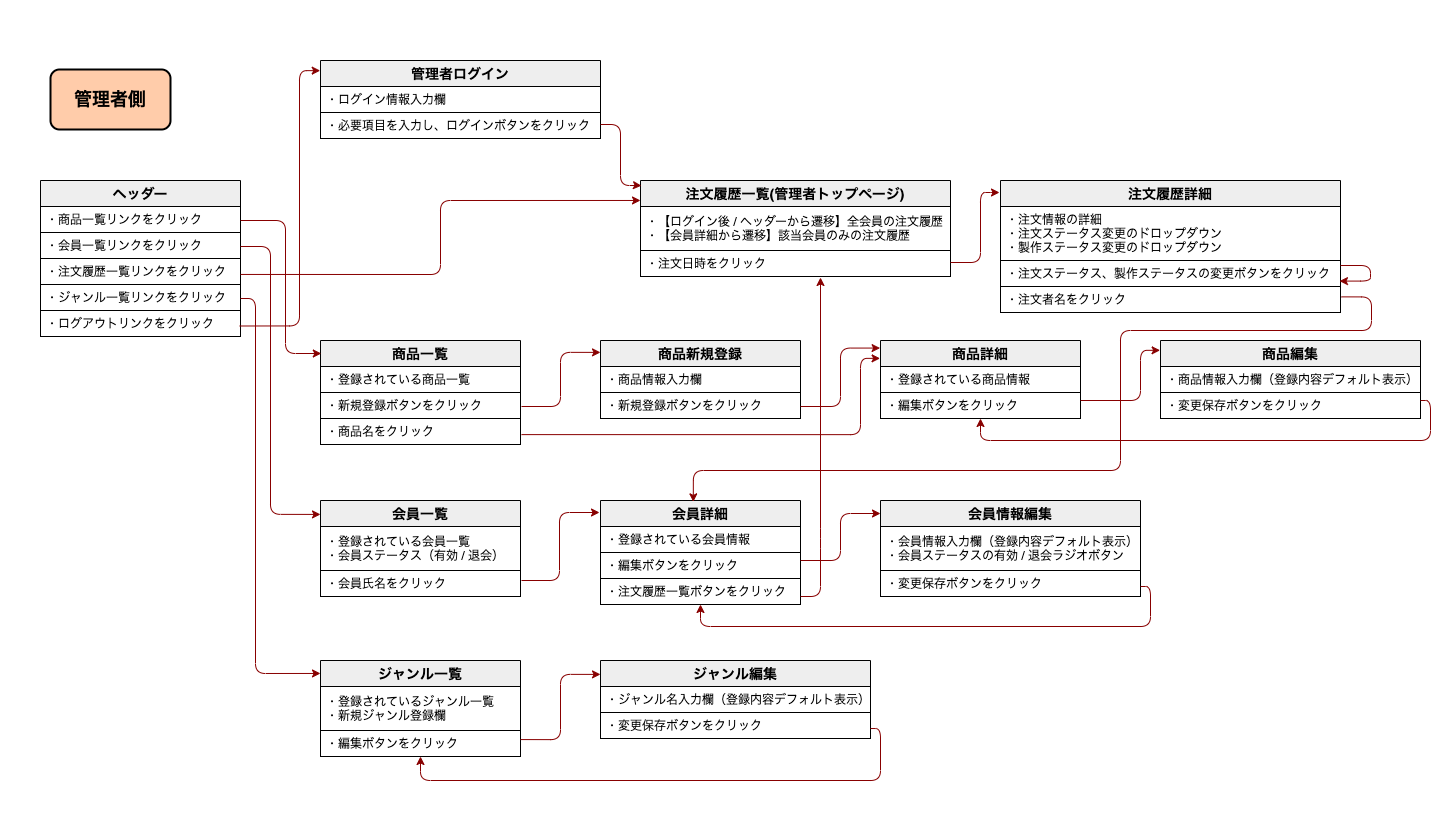 管理者側
管理者ログイン
・ログイン情報入力欄
・必要項目を入力し、ログインボタンをクリック
ヘッダー
・商品一覧リンクをクリック
・会員一覧リンクをクリック
・注文履歴一覧リンクをクリック
・ジャンル一覧リンクをクリック
・ログアウトリンクをクリック
注文履歴一覧(管理者トップページ)
・【ログイン後 / ヘッダーから遷移】全会員の注文履歴
・【会員詳細から遷移】該当会員のみの注文履歴
・注文日時をクリック
注文履歴詳細
・注文情報の詳細
・注文ステータス変更のドロップダウン
・製作ステータス変更のドロップダウン
・注文ステータス、製作ステータスの変更ボタンをクリック
・注文者名をクリック
商品一覧
・登録されている商品一覧
・新規登録ボタンをクリック
・商品名をクリック
商品新規登録
・商品情報入力欄
・新規登録ボタンをクリック
商品詳細
・登録されている商品情報
・編集ボタンをクリック
商品編集
・商品情報入力欄（登録内容デフォルト表示）
・変更保存ボタンをクリック
会員一覧
・登録されている会員一覧
・会員ステータス（有効 / 退会）
・会員氏名をクリック
会員詳細
・登録されている会員情報
・編集ボタンをクリック
・注文履歴一覧ボタンをクリック
会員情報編集
・会員情報入力欄（登録内容デフォルト表示）
・会員ステータスの有効 / 退会ラジオボタン
・変更保存ボタンをクリック
ジャンル一覧
・登録されているジャンル一覧
・新規ジャンル登録欄
・編集ボタンをクリック
ジャンル編集
・ジャンル名入力欄（登録内容デフォルト表示）
・変更保存ボタンをクリック